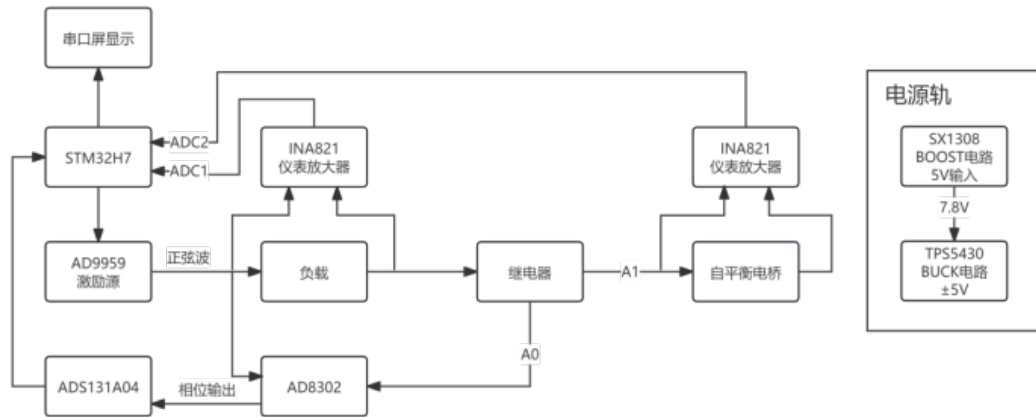 串口屏显示
电源轨
STM32H7
ADC2
ADC1
INA821
仪表放大器
INA821
仪表放大器
SX1308
BOOST电路
5V输入
7.8V
AD9959
激励源
正弦波
负载
继电器
A1
自平衡电桥
TPS5430
BUCK电路
±5V
A0
ADS131A04
相位输出
AD8302